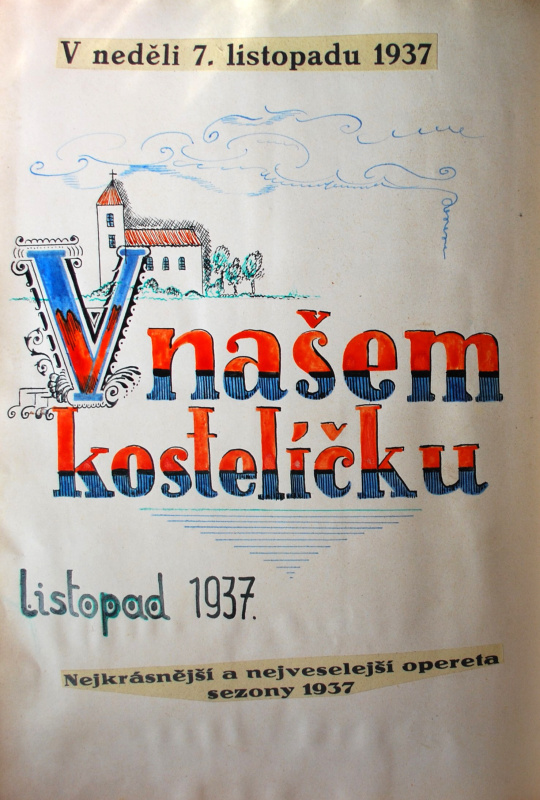 V neděli 7. listopadu 1937
V našem
kostelíčku
listopad 1937.
Nejkrásnější a nejveselejší opereta
sezony 1937